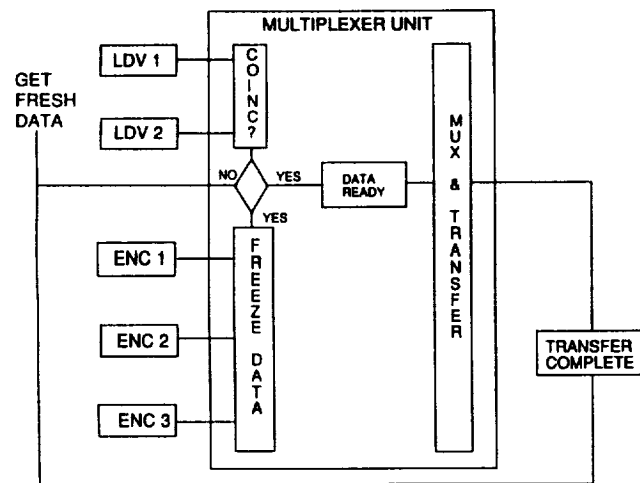 MULTIPLEXER UNIT
LDV 1
COINC?
GET
FRESH
DATA
LDV 2
NO
YES
DATA
READY
MUX & TRANSFER
YES
ENC 1
FREEZE DATA
ENC 2
TRANSFER
COMPLETE
ENC 3